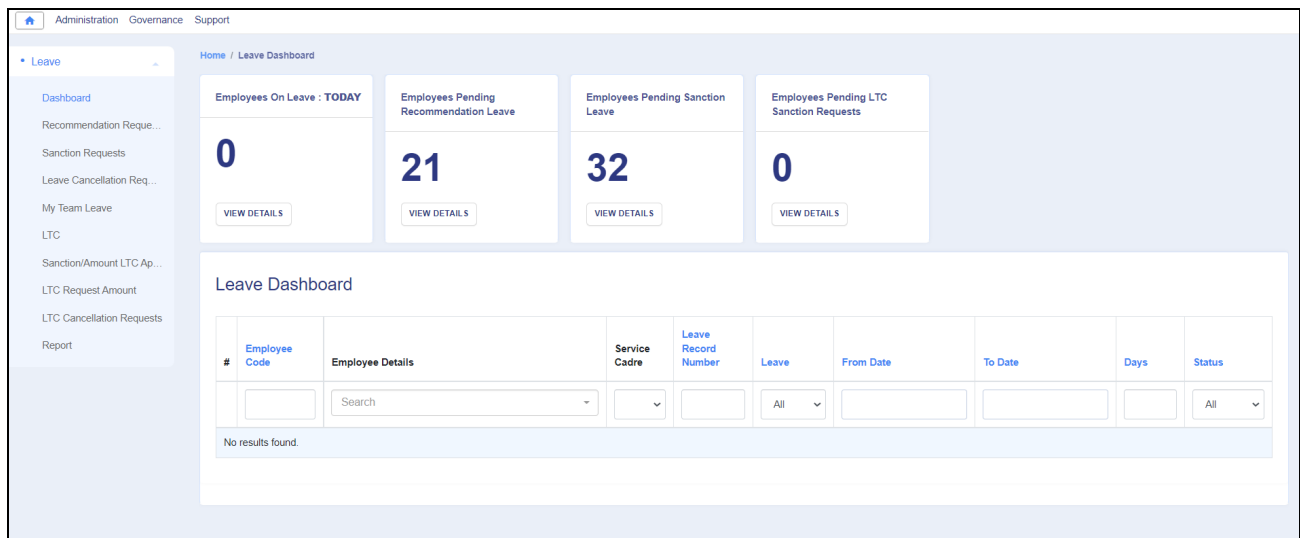 Administration Governance Support
Leave
Dashboard
Recommendation Reque...
Sanction Requests
Leave Cancellation Req...
My Team Leave
LTC
Sanction/Amount LTC Ap...
LTC Request Amount
LTC Cancellation Requests
Report
Home / Leave Dashboard
Employees On Leave : TODAY
0
VIEW DETAILS
Employees Pending
Recommendation Leave
21
VIEW DETAILS
Employees Pending Sanction
Leave
32
VIEW DETAILS
Employees Pending LTC
Sanction Requests
0
VIEW DETAILS
Leave Dashboard
# Employee Code Employee Details Service Cadre Leave Record Number Leave From Date To Date Days Status
Search All All
No results found.